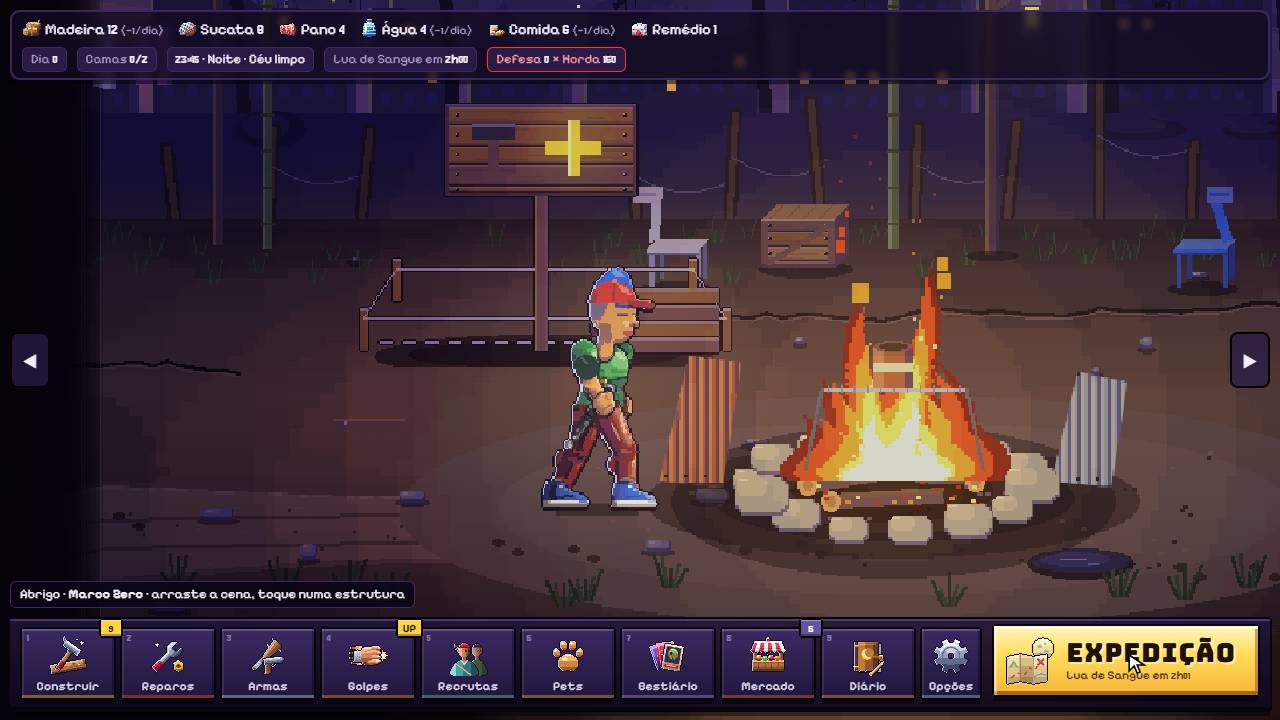 Madeira 12 (-1/dia) Sucata 8 Pano 4 Água 4 (-1/dia) Comida 6 (-1/dia) Remédio 1
Dia 0 Camas 0/2 23:45 · Noite · Céu limpo Lua de Sangue em 2h00 Defesa 0 × Horda 160
Abrigo · Marco Zero · arraste a cena, toque numa estrutura
9 UP 6
1 2 3 4 5 6 7 8 9
Construir Reparos Armas Golpes Recrutas Pets Bestiário Mercado Diário Opções
EXPEDIÇÃO
Lua de Sangue em 2h01